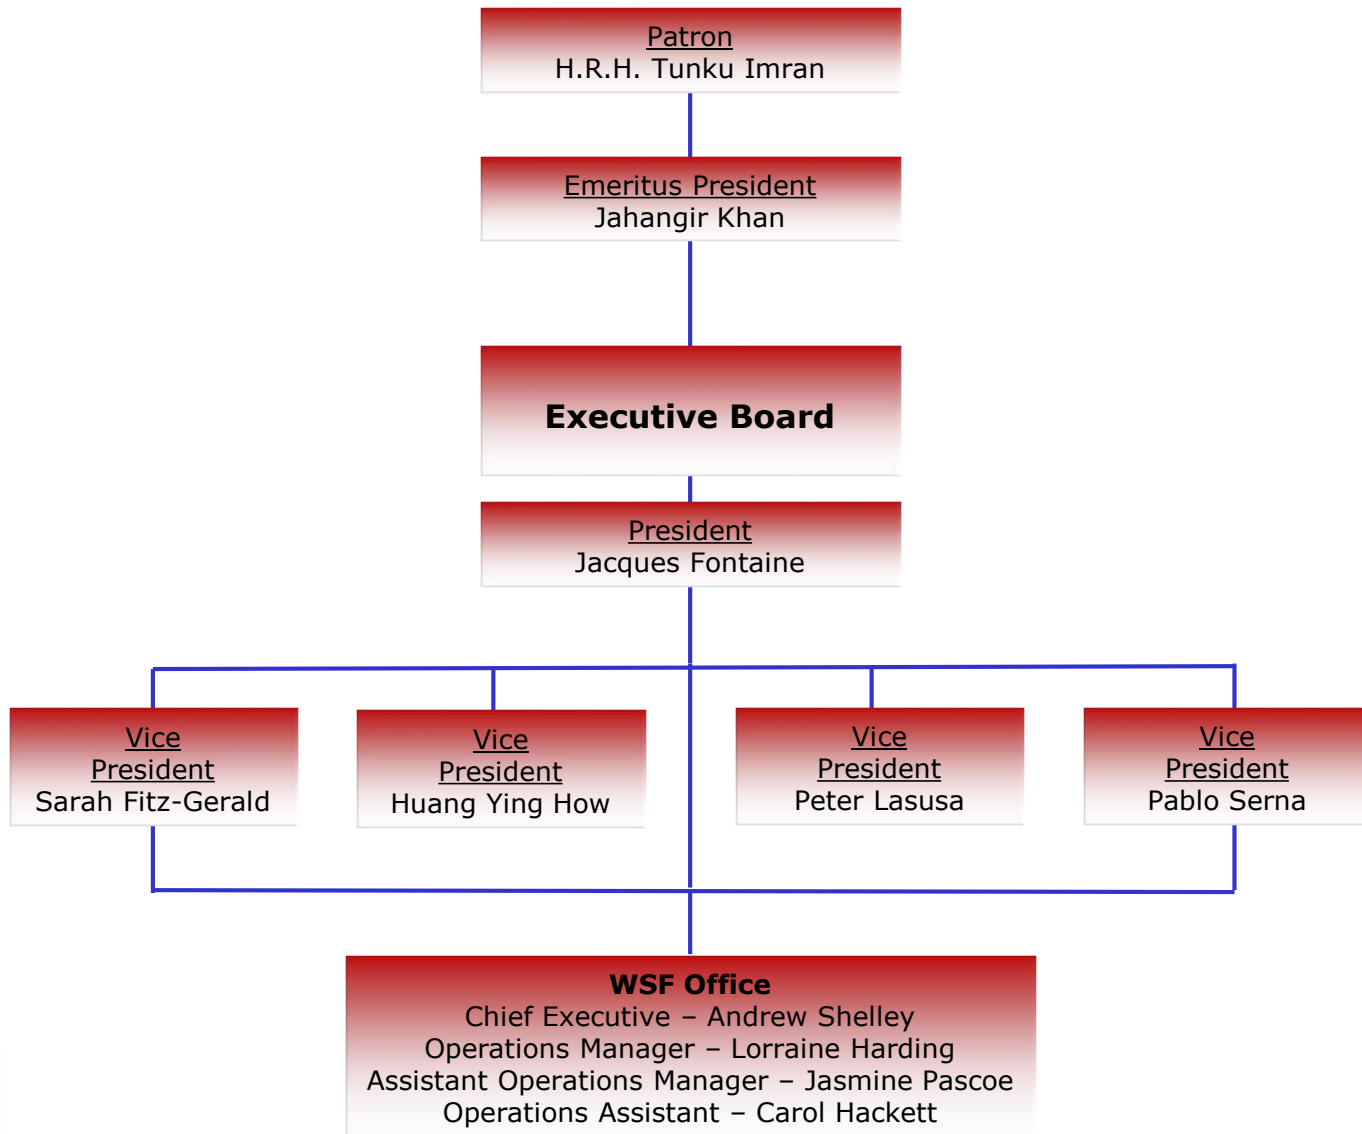 Patron
H.R.H. Tunku Imran
Emeritus President
Jahangir Khan
Executive Board
President
Jacques Fontaine
Vice
President
Sarah Fitz-Gerald
Vice
President
Huang Ying How
Vice
President
Peter Lasusa
Vice
President
Pablo Serna
WSF Office
Chief Executive – Andrew Shelley
Operations Manager – Lorraine Harding
Assistant Operations Manager – Jasmine Pascoe
Operations Assistant – Carol Hackett